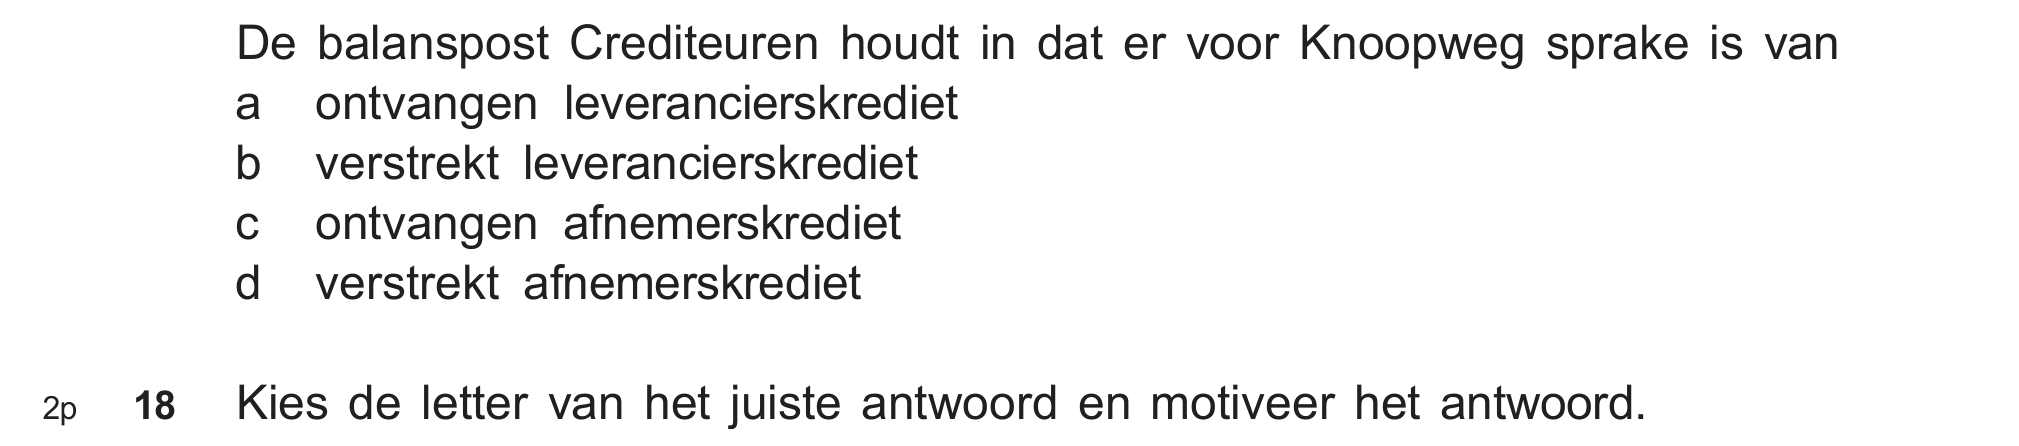 De balanspost Crediteuren houdt in dat er voor Knoopweg sprake is van
a ontvangen leverancierskrediet
b verstrekt leverancierskrediet
c ontvangen afnemerskrediet
d verstrekt afnemerskrediet
2p 18 Kies de letter van het juiste antwoord en motiveer het antwoord.